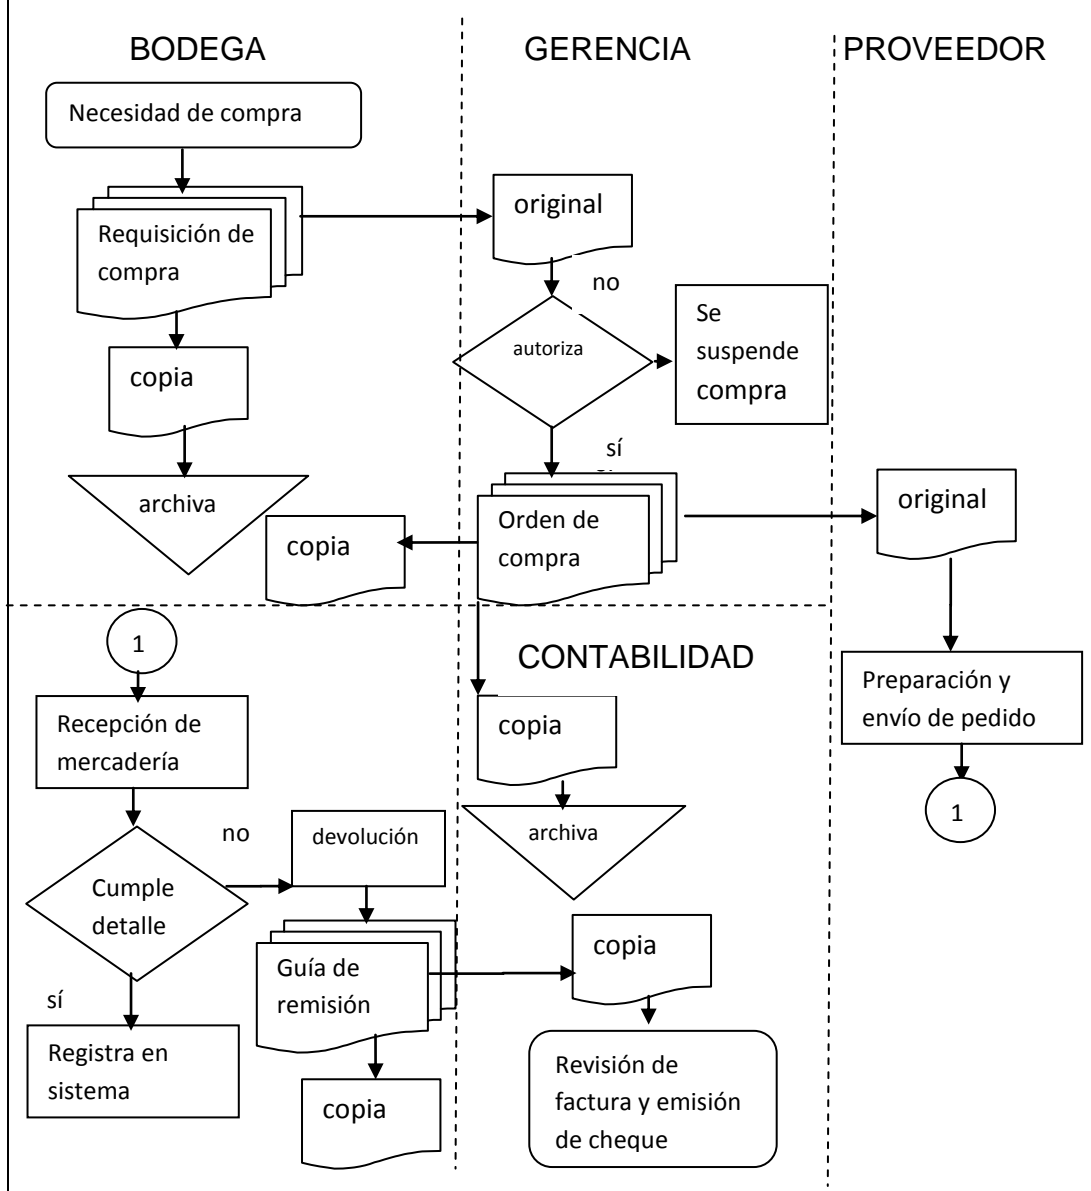 BODEGA
GERENCIA
PROVEEDOR
Necesidad de compra
Requisición de
compra
original
no
copia
autoriza
Se
suspende
compra
archiva
sí
copia
Orden de
compra
original
1
CONTABILIDAD
Recepción de
mercadería
copia
Preparación y
envío de pedido
no
devolución
archiva
1
Cumple
detalle
Guía de
remisión
copia
sí
Registra en
sistema
copia
Revisión de
factura y emisión
de cheque